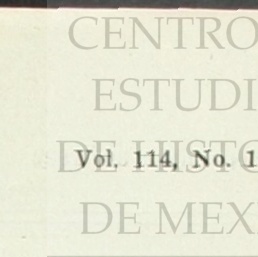 CENTRO
ESTUDI
DE HISTO
Vol. 114, No. 1
DE MEX